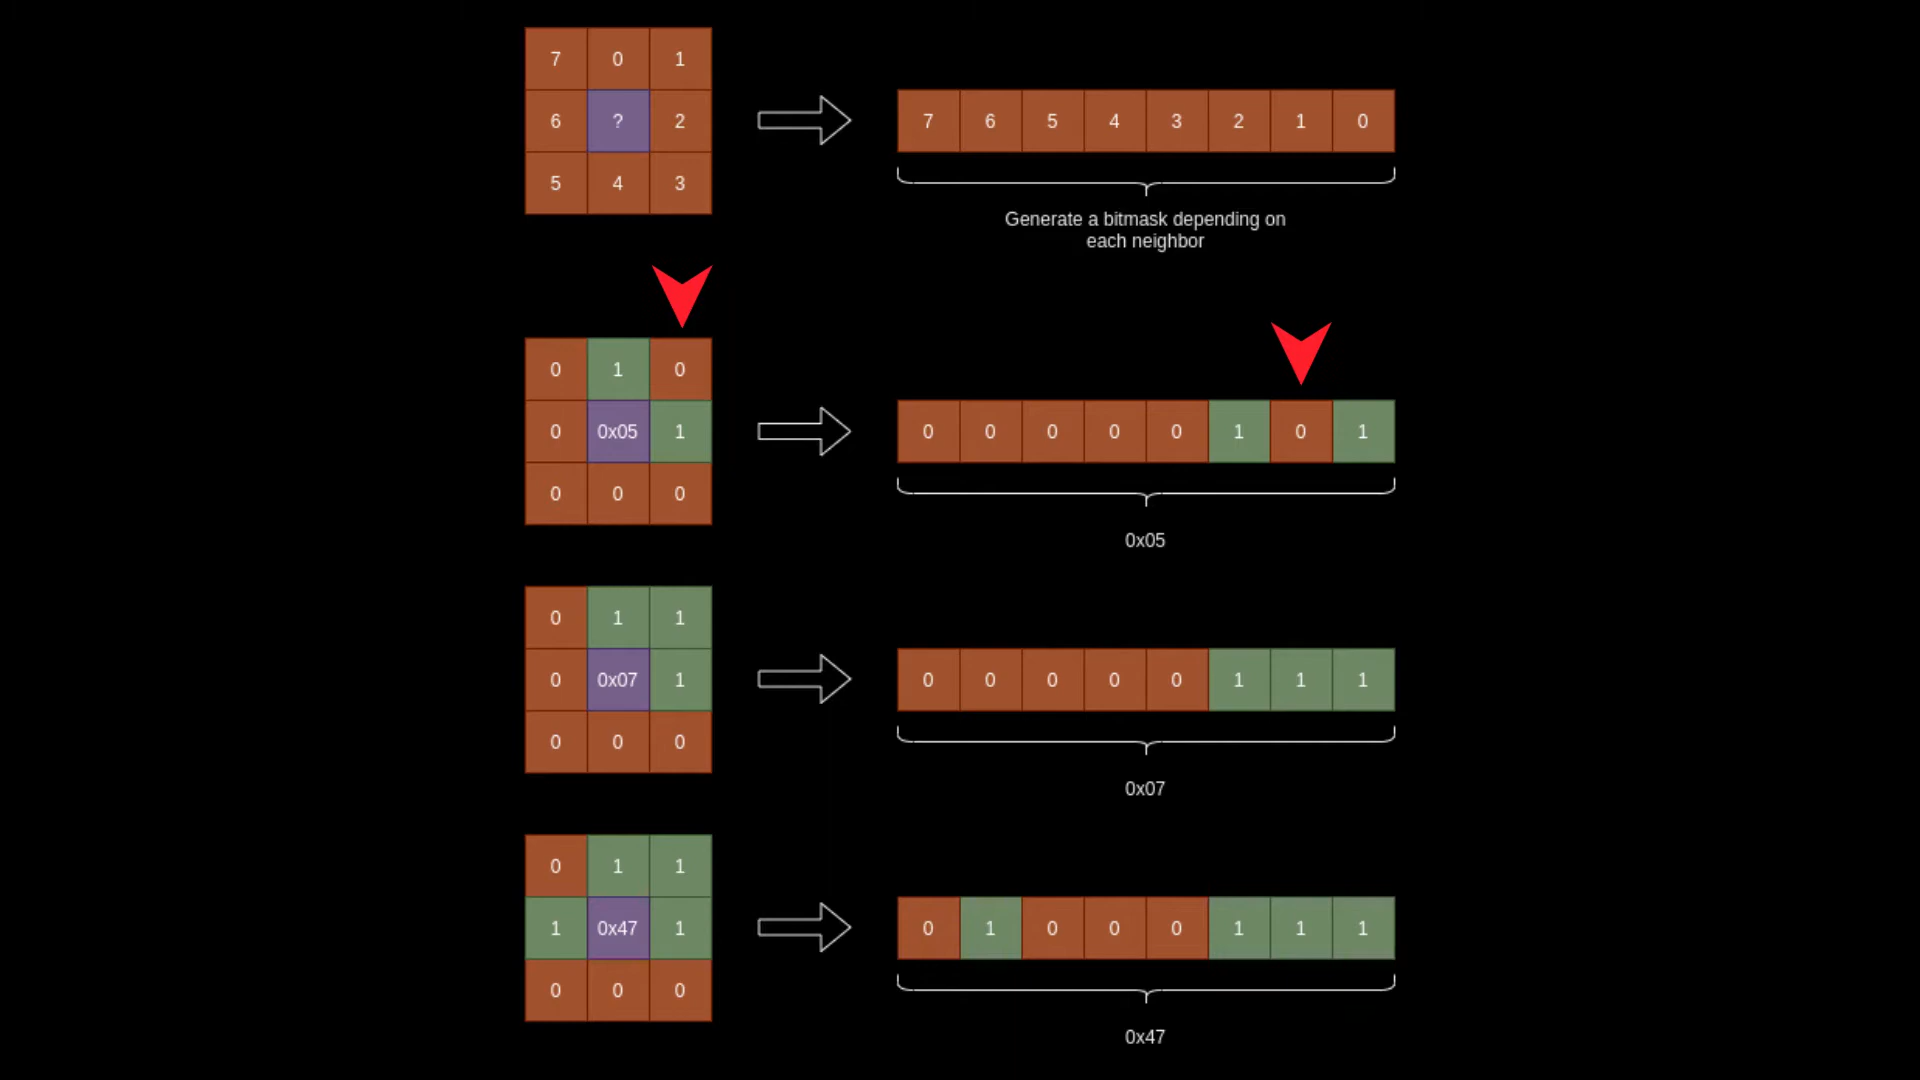 7 0 1
6 ? 2
5 4 3
7 6 5 4 3 2 1 0
Generate a bitmask depending on
each neighbor
0 1 0
0 0x05 1
0 0 0
0 0 0 0 0 1 0 1
0x05
0 1 1
0 0x07 1
0 0 0
0 0 0 0 0 1 1 1
0x07
0 1 1
1 0x47 1
0 0 0
0 1 0 0 0 1 1 1
0x47